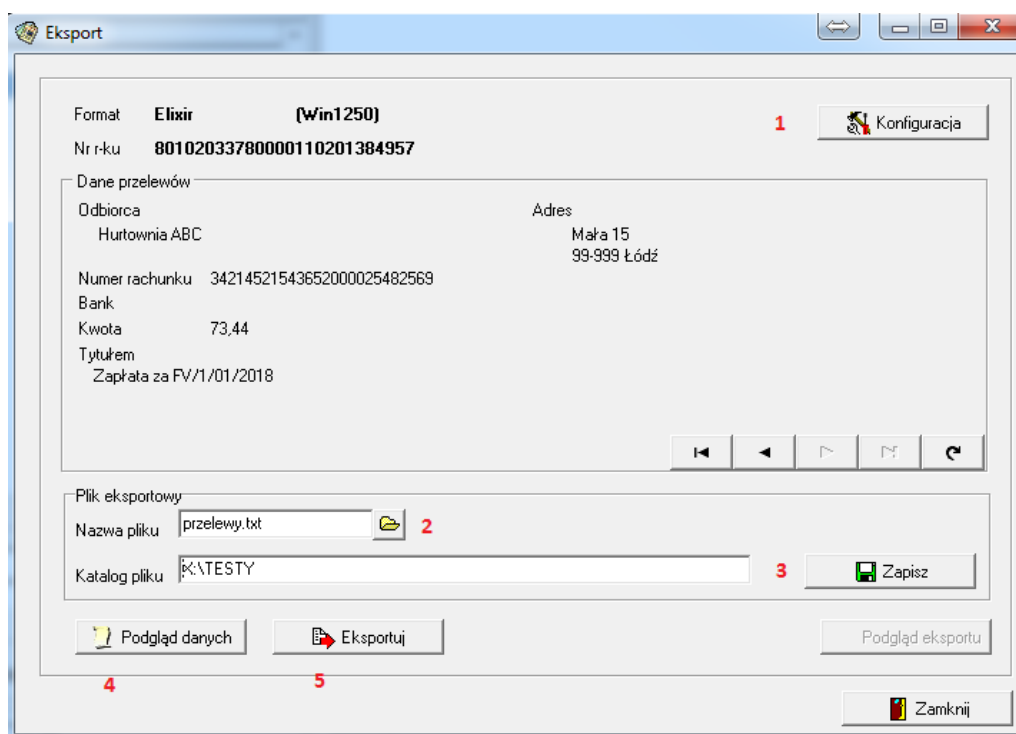 Eksport
Format Elixir (Win1250)
1 Konfiguracja
Nr r-ku 80102033780000110201384957
Dane przelewów
Odbiorca Adres
Hurtownia ABC Mała 15
99-999 Łódź
Numer rachunku 34214521543652000025482569
Bank
Kwota 73,44
Tytułem
Zapłata za FV/1/01/2018
Plik eksportowy
Nazwa pliku przelewy.txt 2
Katalog pliku K:\TESTY 3 Zapisz
Podgląd danych Eksportuj Podgląd eksportu
4 5
Zamknij